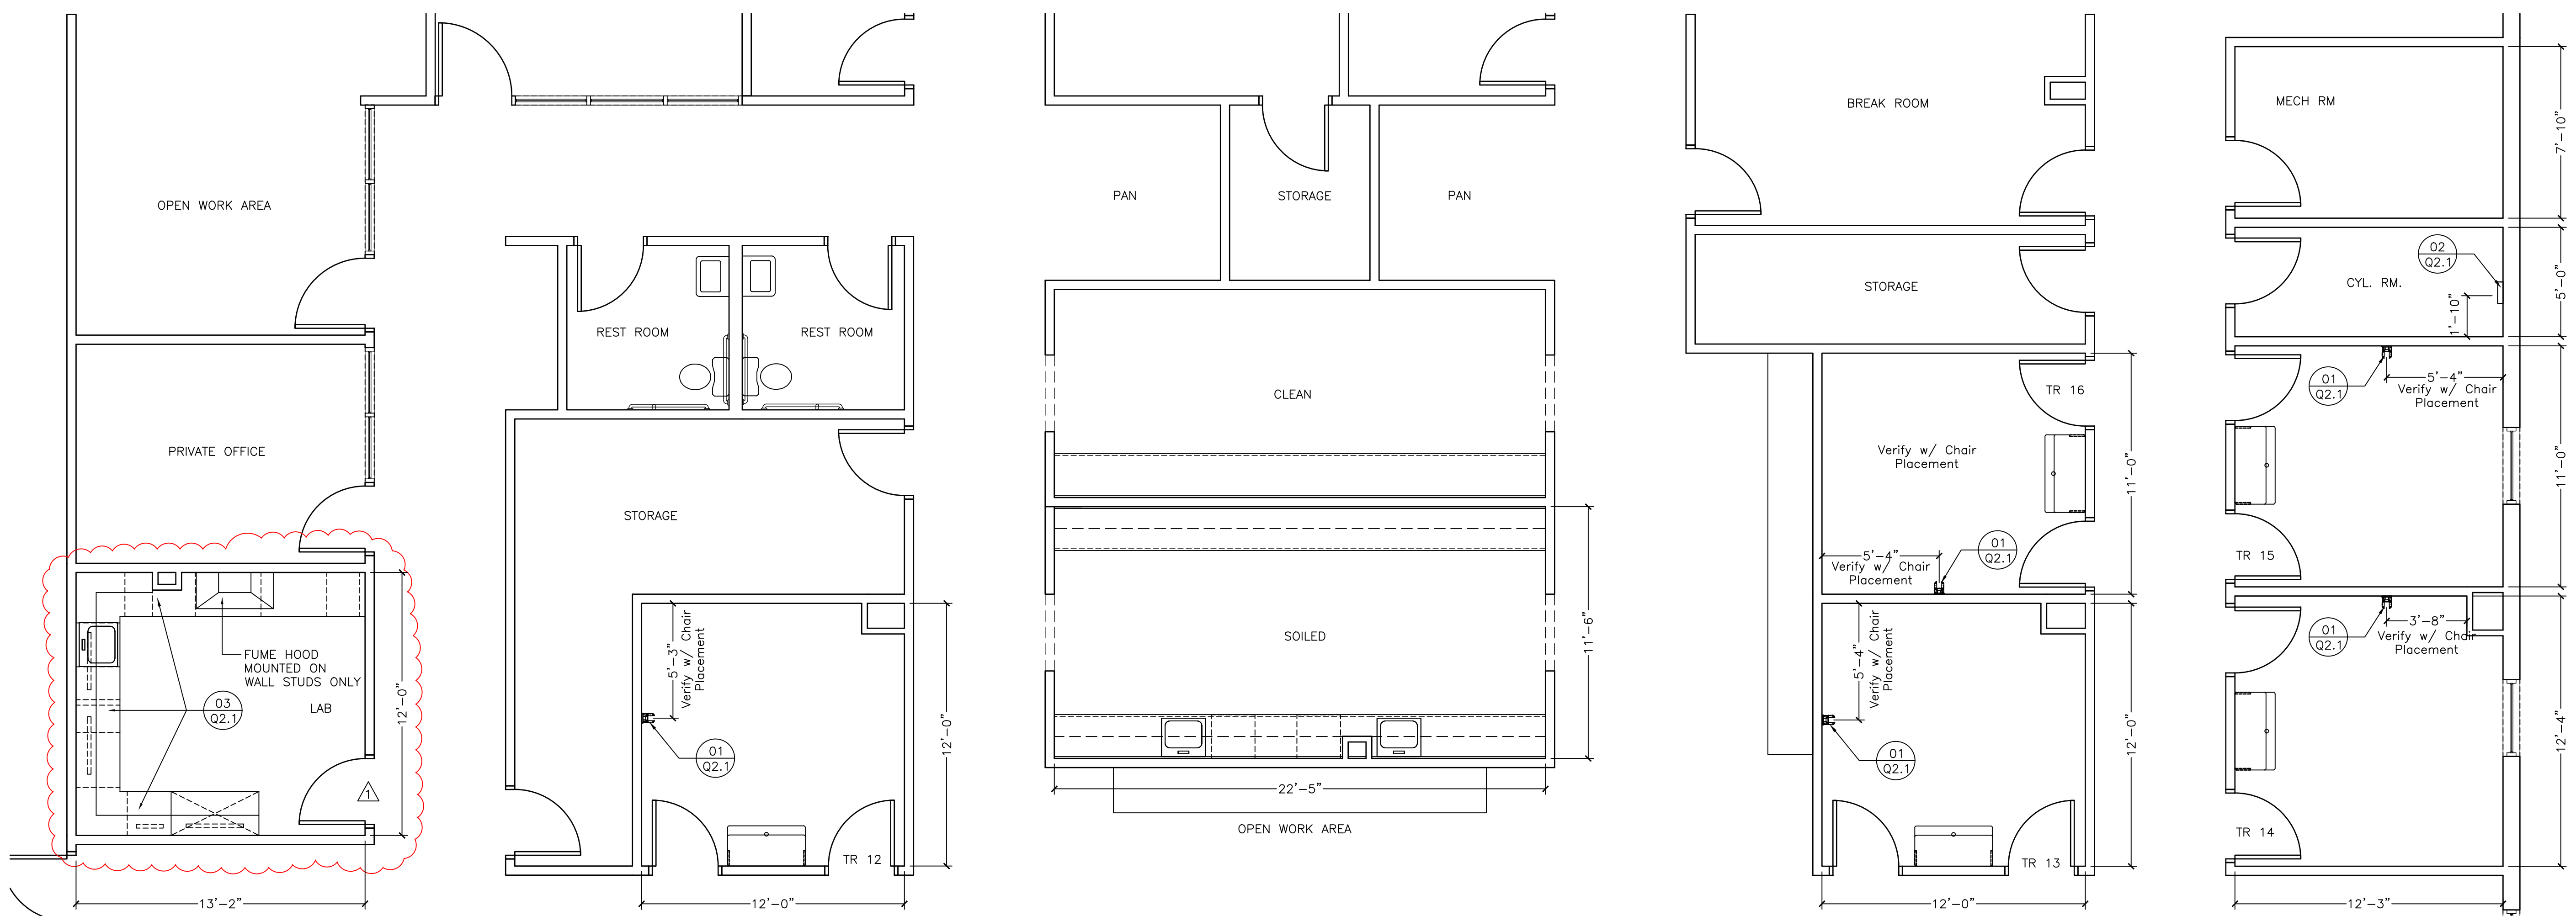 OPEN WORK AREA
PRIVATE OFFICE
FUME HOOD
MOUNTED ON
WALL STUDS ONLY
03
Q2.1
LAB
12'-0"
1
13'-2"
REST ROOM
REST ROOM
STORAGE
5'-3"
Verify w/ Chair
Placement
01
Q2.1
12'-0"
TR 12
12'-0"
PAN
STORAGE
PAN
CLEAN
SOILED
11'-6"
22'-5"
OPEN WORK AREA
BREAK ROOM
STORAGE
TR 16
Verify w/ Chair
Placement
11'-0"
01
Q2.1
5'-4"
Verify w/ Chair
Placement
5'-4"
Verify w/ Chair
Placement
01
Q2.1
12'-0"
TR 13
12'-0"
MECH RM
7'-10"
02
Q2.1
CYL. RM.
1'-10"
5'-0"
01
Q2.1
5'-4"
Verify w/ Chair
Placement
11'-0"
TR 15
01
Q2.1
3'-8"
Verify w/ Chair
Placement
12'-4"
TR 14
12'-3"